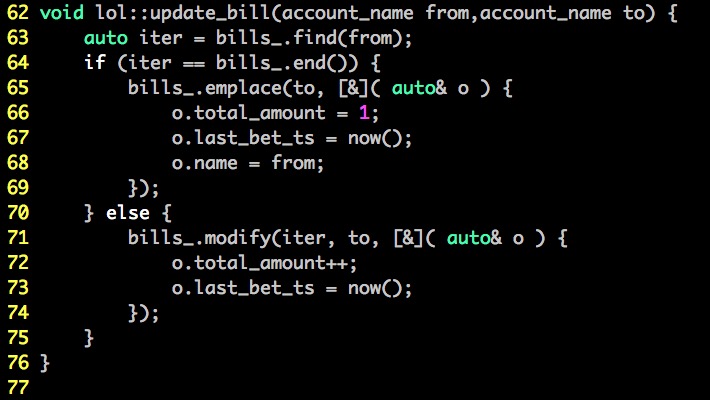 62 void lol::update_bill(account_name from,account_name to) {
63     auto iter = bills_.find(from);
64     if (iter == bills_.end()) {
65         bills_.emplace(to, [&]( auto& o ) {
66             o.total_amount = 1;
67             o.last_bet_ts = now();
68             o.name = from;
69         });
70     } else {
71         bills_.modify(iter, to, [&]( auto& o ) {
72             o.total_amount++;
73             o.last_bet_ts = now();
74         });
75     }
76 }
77